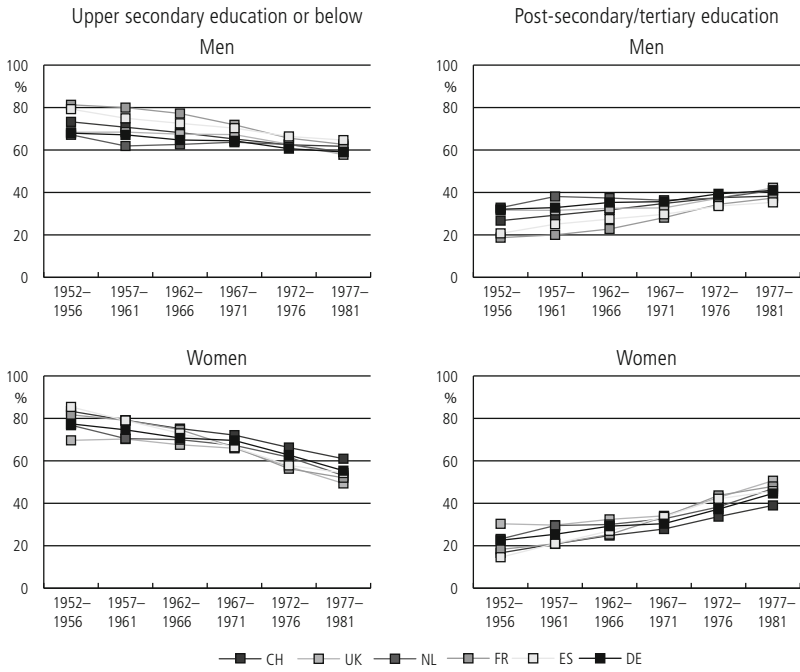 Upper secondary education or below
Men
100
%
80
60
40
20
0
1952– 1957– 1962– 1967– 1972– 1977–
1956 1961 1966 1971 1976 1981
Post-secondary/tertiary education
Men
100
%
80
60
40
20
0
1952– 1957– 1962– 1967– 1972– 1977–
1956 1961 1966 1971 1976 1981
Women
100
%
80
60
40
20
0
1952– 1957– 1962– 1967– 1972– 1977–
1956 1961 1966 1971 1976 1981
Women
100
%
80
60
40
20
0
1952– 1957– 1962– 1967– 1972– 1977–
1956 1961 1966 1971 1976 1981
CH UK NL FR ES DE